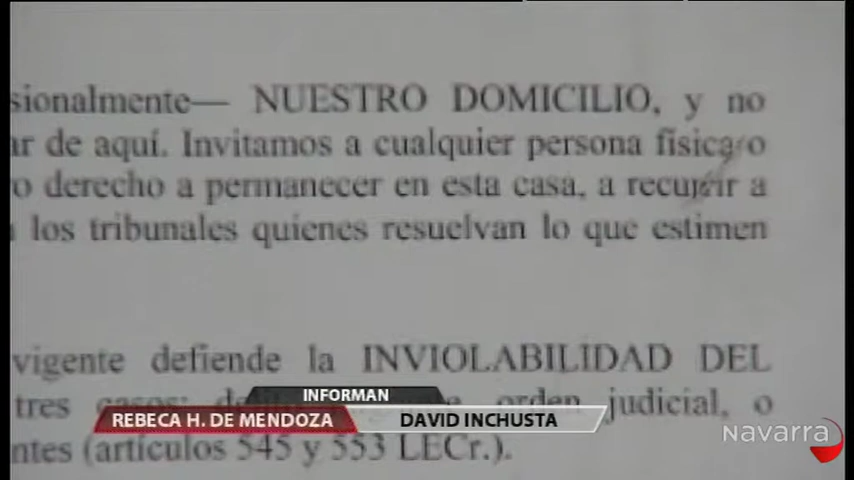 sionalmente— NUESTRO DOMICILIO, y no
ar de aquí. Invitamos a cualquier persona física o
o derecho a permanecer en esta casa, a recurrir a
los tribunales quienes resuelvan lo que estimen
vigente defiende la INVIOLABILIDAD DEL
tres casos: orden judicial, o
ntes (artículos 545 y 553 LECr.).
INFORMAN
REBECA H. DE MENDOZA DAVID INCHUSTA
Navarra